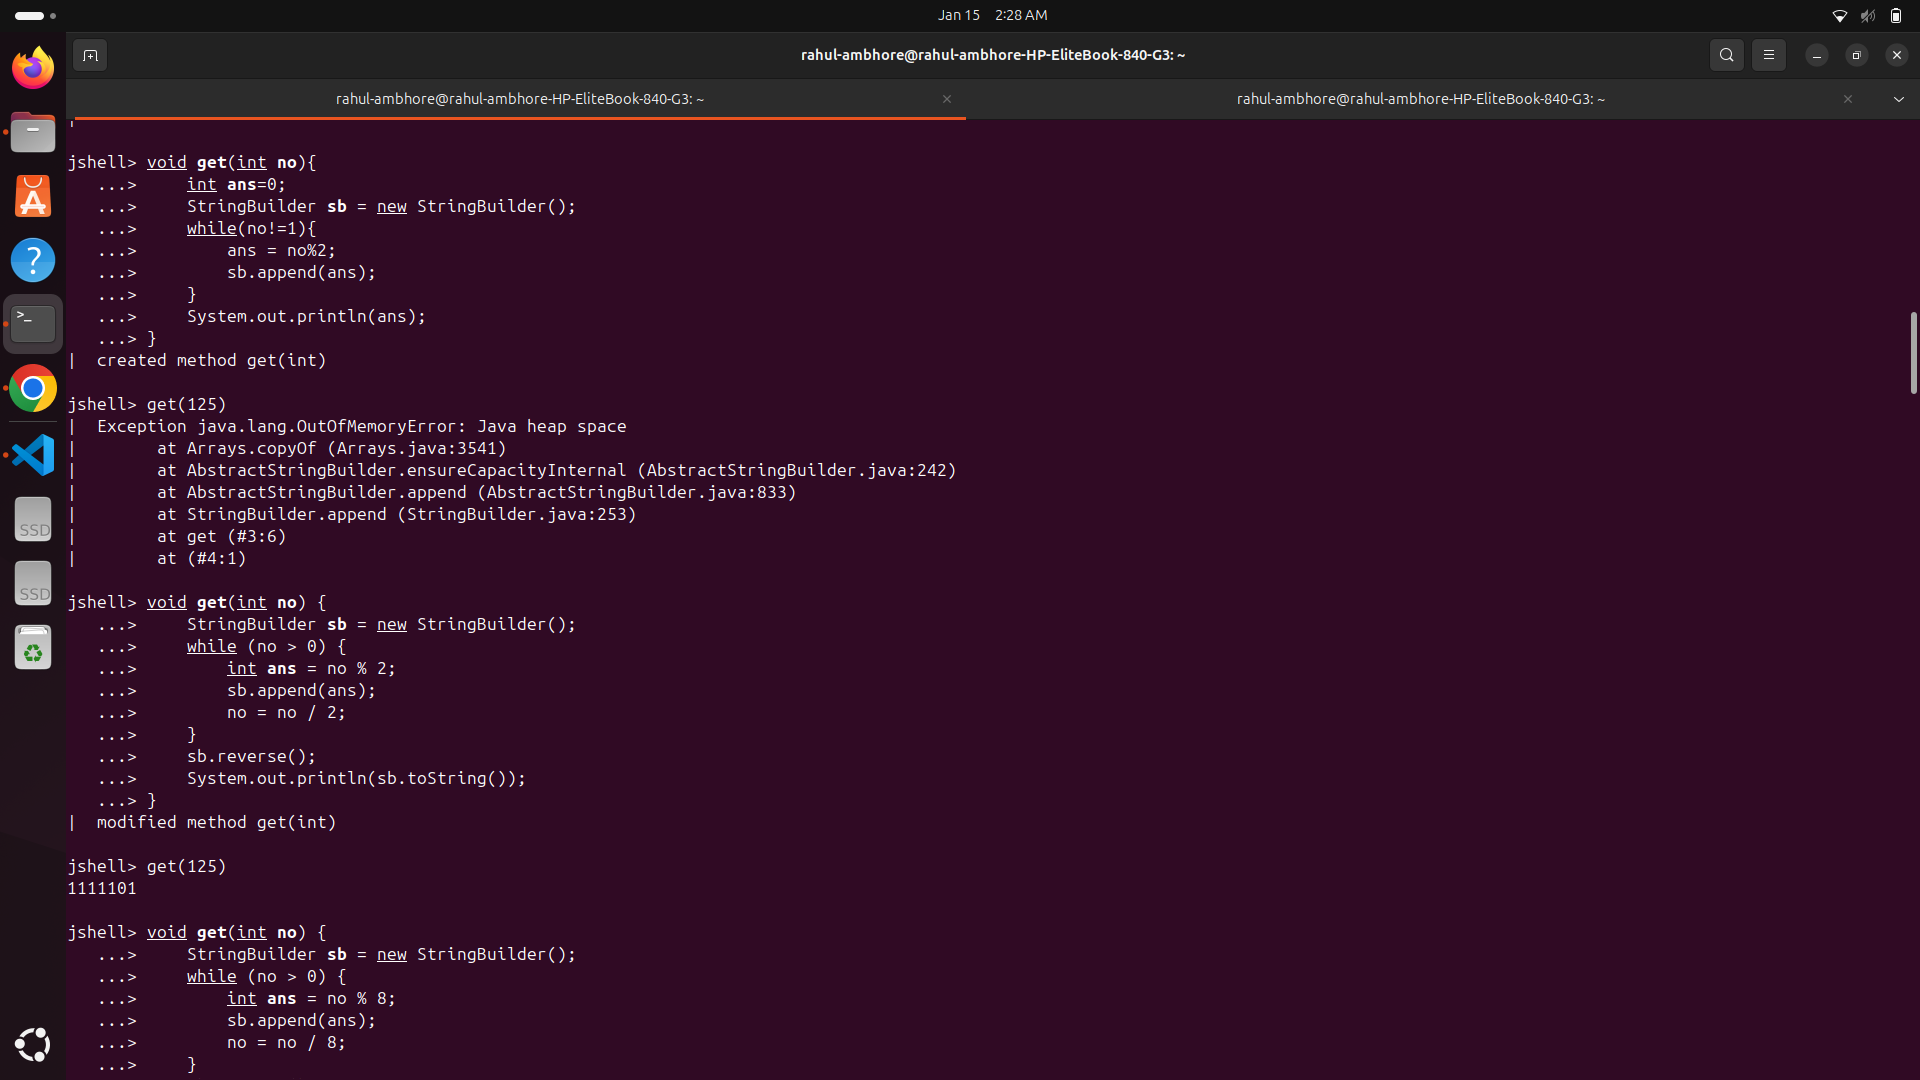 Jan 15 2:28 AM
rahul-ambhore@rahul-ambhore-HP-EliteBook-840-G3: ~
rahul-ambhore@rahul-ambhore-HP-EliteBook-840-G3: ~
rahul-ambhore@rahul-ambhore-HP-EliteBook-840-G3: ~
jshell> void get(int no){
   ...>     int ans=0;
   ...>     StringBuilder sb = new StringBuilder();
   ...>     while(no!=1){
   ...>         ans = no%2;
   ...>         sb.append(ans);
   ...>     }
   ...>     System.out.println(ans);
   ...> }
|  created method get(int)
jshell> get(125)
|  Exception java.lang.OutOfMemoryError: Java heap space
|        at Arrays.copyOf (Arrays.java:3541)
|        at AbstractStringBuilder.ensureCapacityInternal (AbstractStringBuilder.java:242)
|        at AbstractStringBuilder.append (AbstractStringBuilder.java:833)
|        at StringBuilder.append (StringBuilder.java:253)
|        at get (#3:6)
|        at (#4:1)
jshell> void get(int no) {
   ...>     StringBuilder sb = new StringBuilder();
   ...>     while (no > 0) {
   ...>         int ans = no % 2;
   ...>         sb.append(ans);
   ...>         no = no / 2;
   ...>     }
   ...>     sb.reverse();
   ...>     System.out.println(sb.toString());
   ...> }
|  modified method get(int)
jshell> get(125)
1111101
jshell> void get(int no) {
   ...>     StringBuilder sb = new StringBuilder();
   ...>     while (no > 0) {
   ...>         int ans = no % 8;
   ...>         sb.append(ans);
   ...>         no = no / 8;
   ...>     }
SSD
SSD